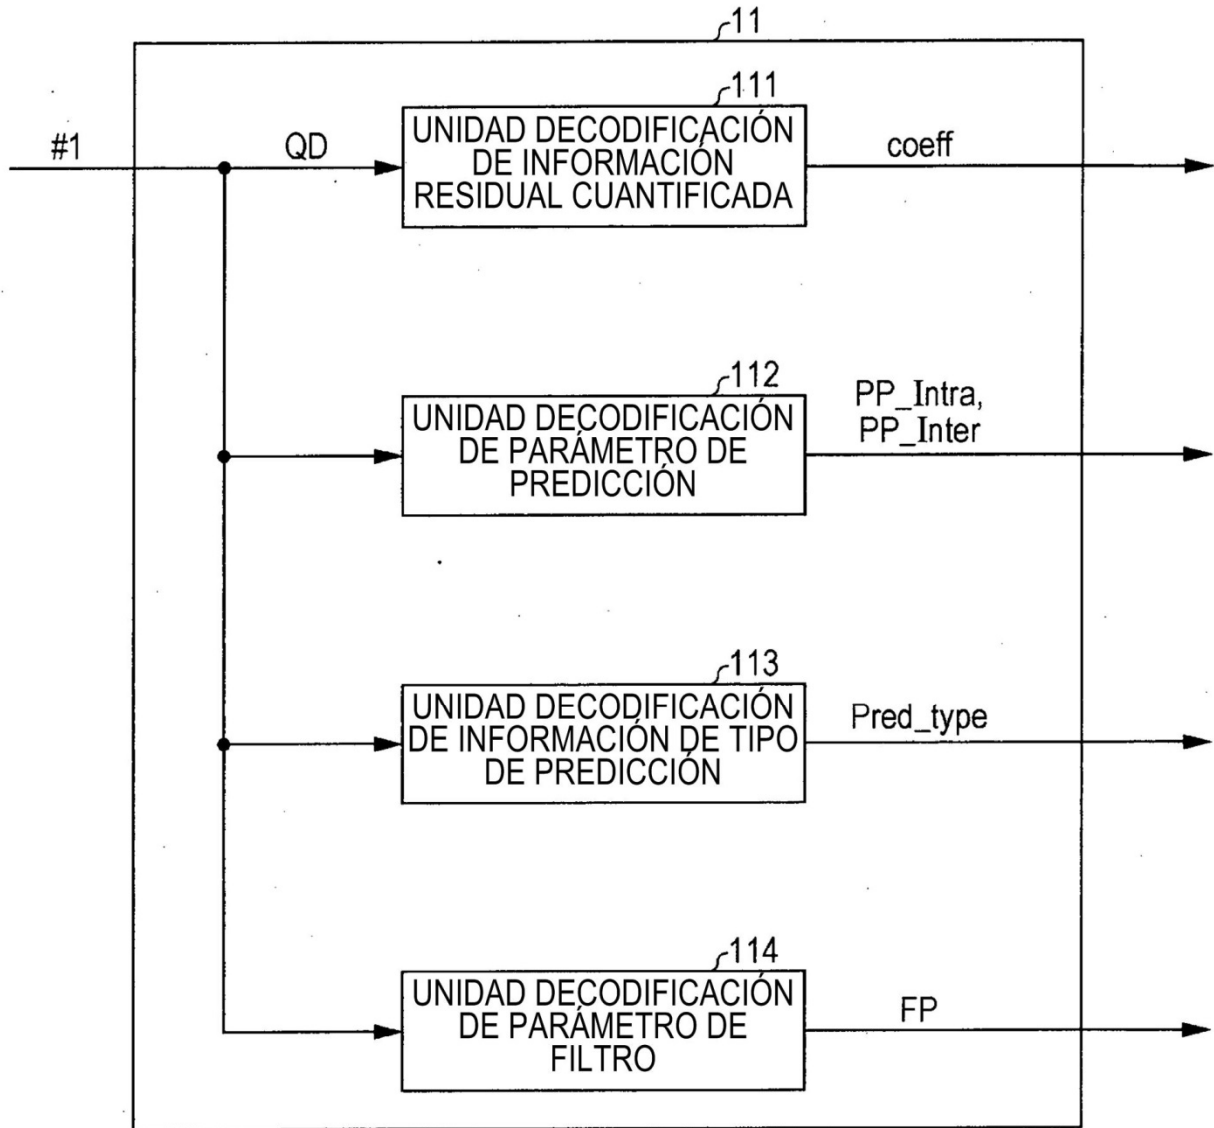 11
#1
QD
111
UNIDAD DECODIFICACIÓN
DE INFORMACIÓN
RESIDUAL CUANTIFICADA
coeff
112
UNIDAD DECODIFICACIÓN
DE PARÁMETRO DE
PREDICCIÓN
PP_Intra,
PP_Inter
113
UNIDAD DECODIFICACIÓN
DE INFORMACIÓN DE TIPO
DE PREDICCIÓN
Pred_type
114
UNIDAD DECODIFICACIÓN
DE PARÁMETRO DE
FILTRO
FP